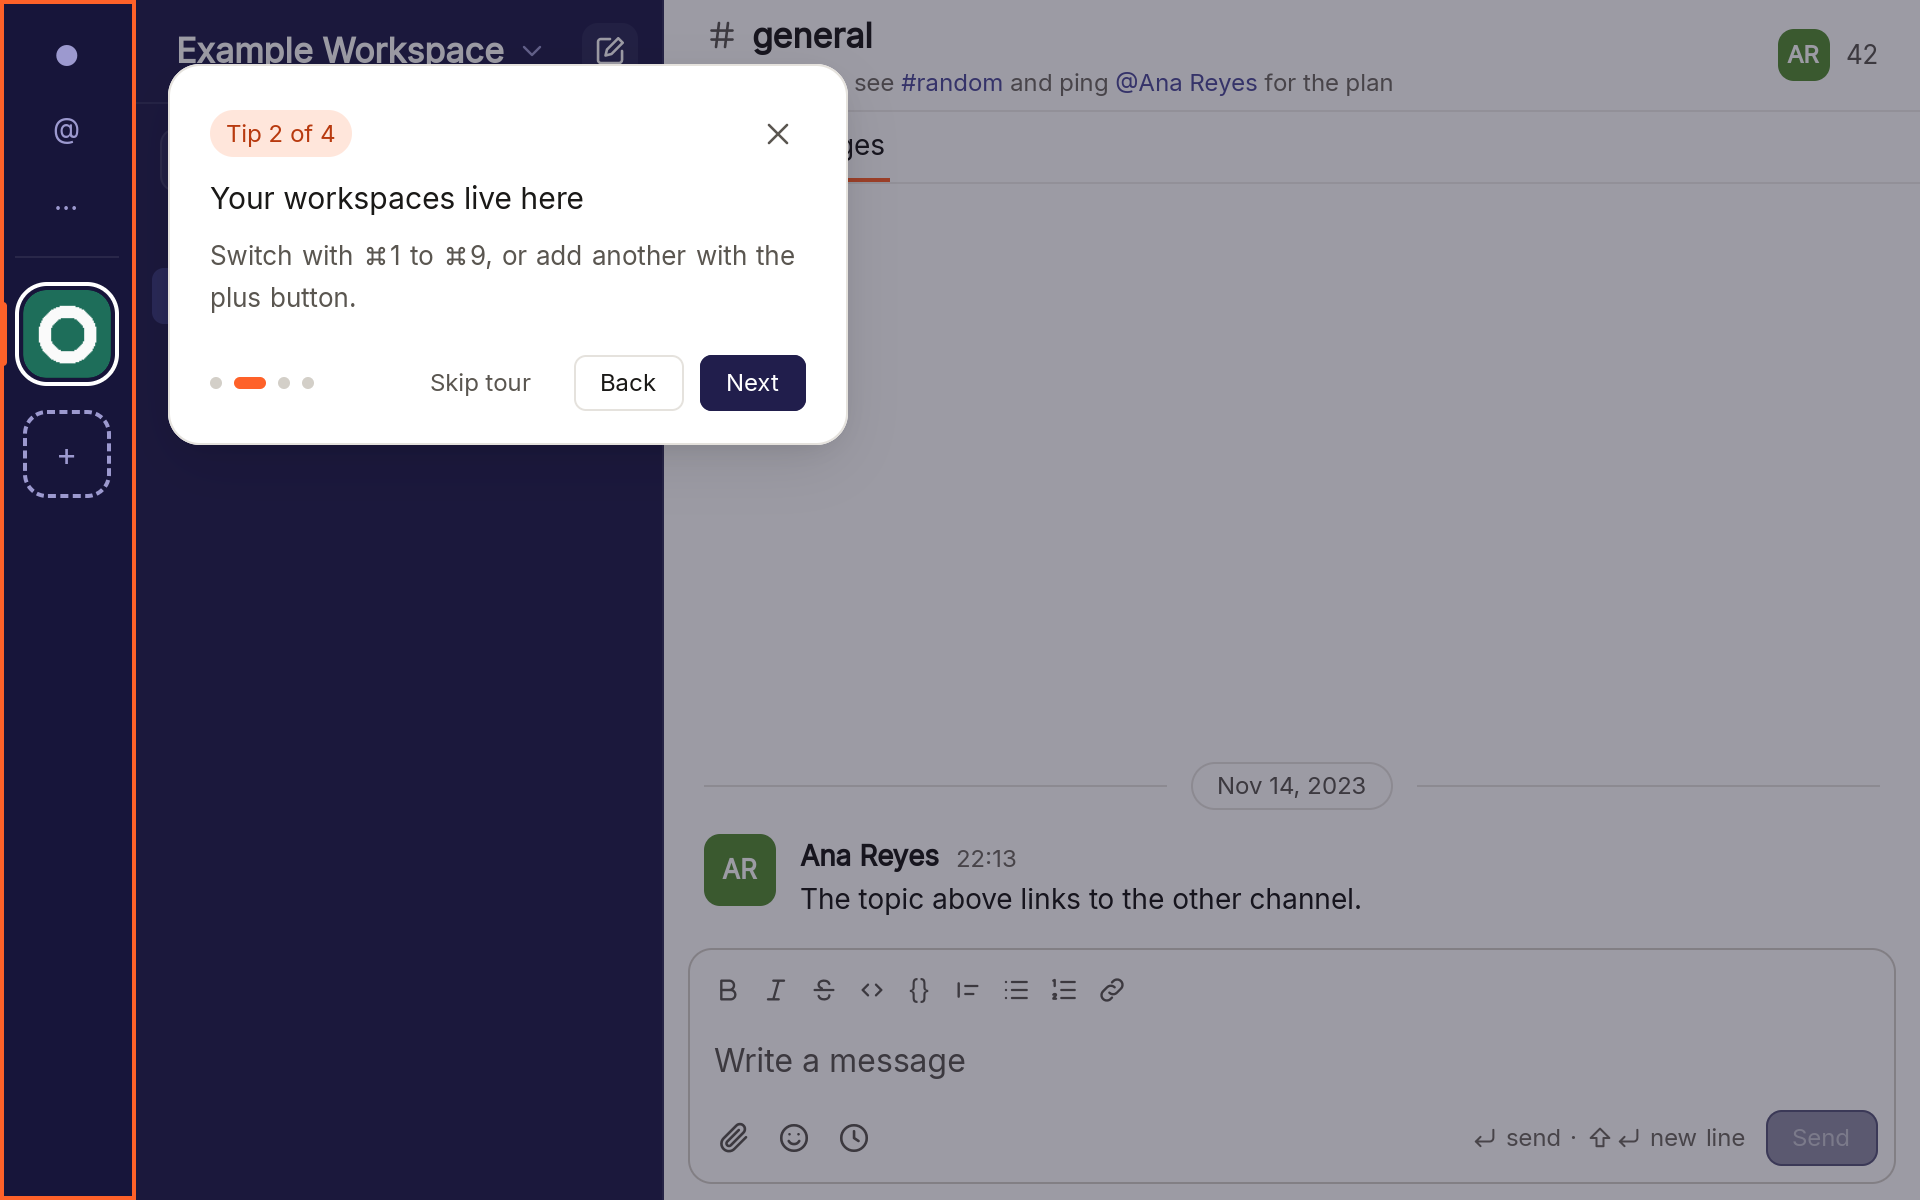 @
Example Workspace
# general
AR 42
see #random and ping @Ana Reyes for the plan
Tip 2 of 4
Your workspaces live here
Switch with ⌘1 to ⌘9, or add another with the
plus button.
Skip tour
Back
Next
+
Nov 14, 2023
AR
Ana Reyes 22:13
The topic above links to the other channel.
Write a message
send · new line
Send